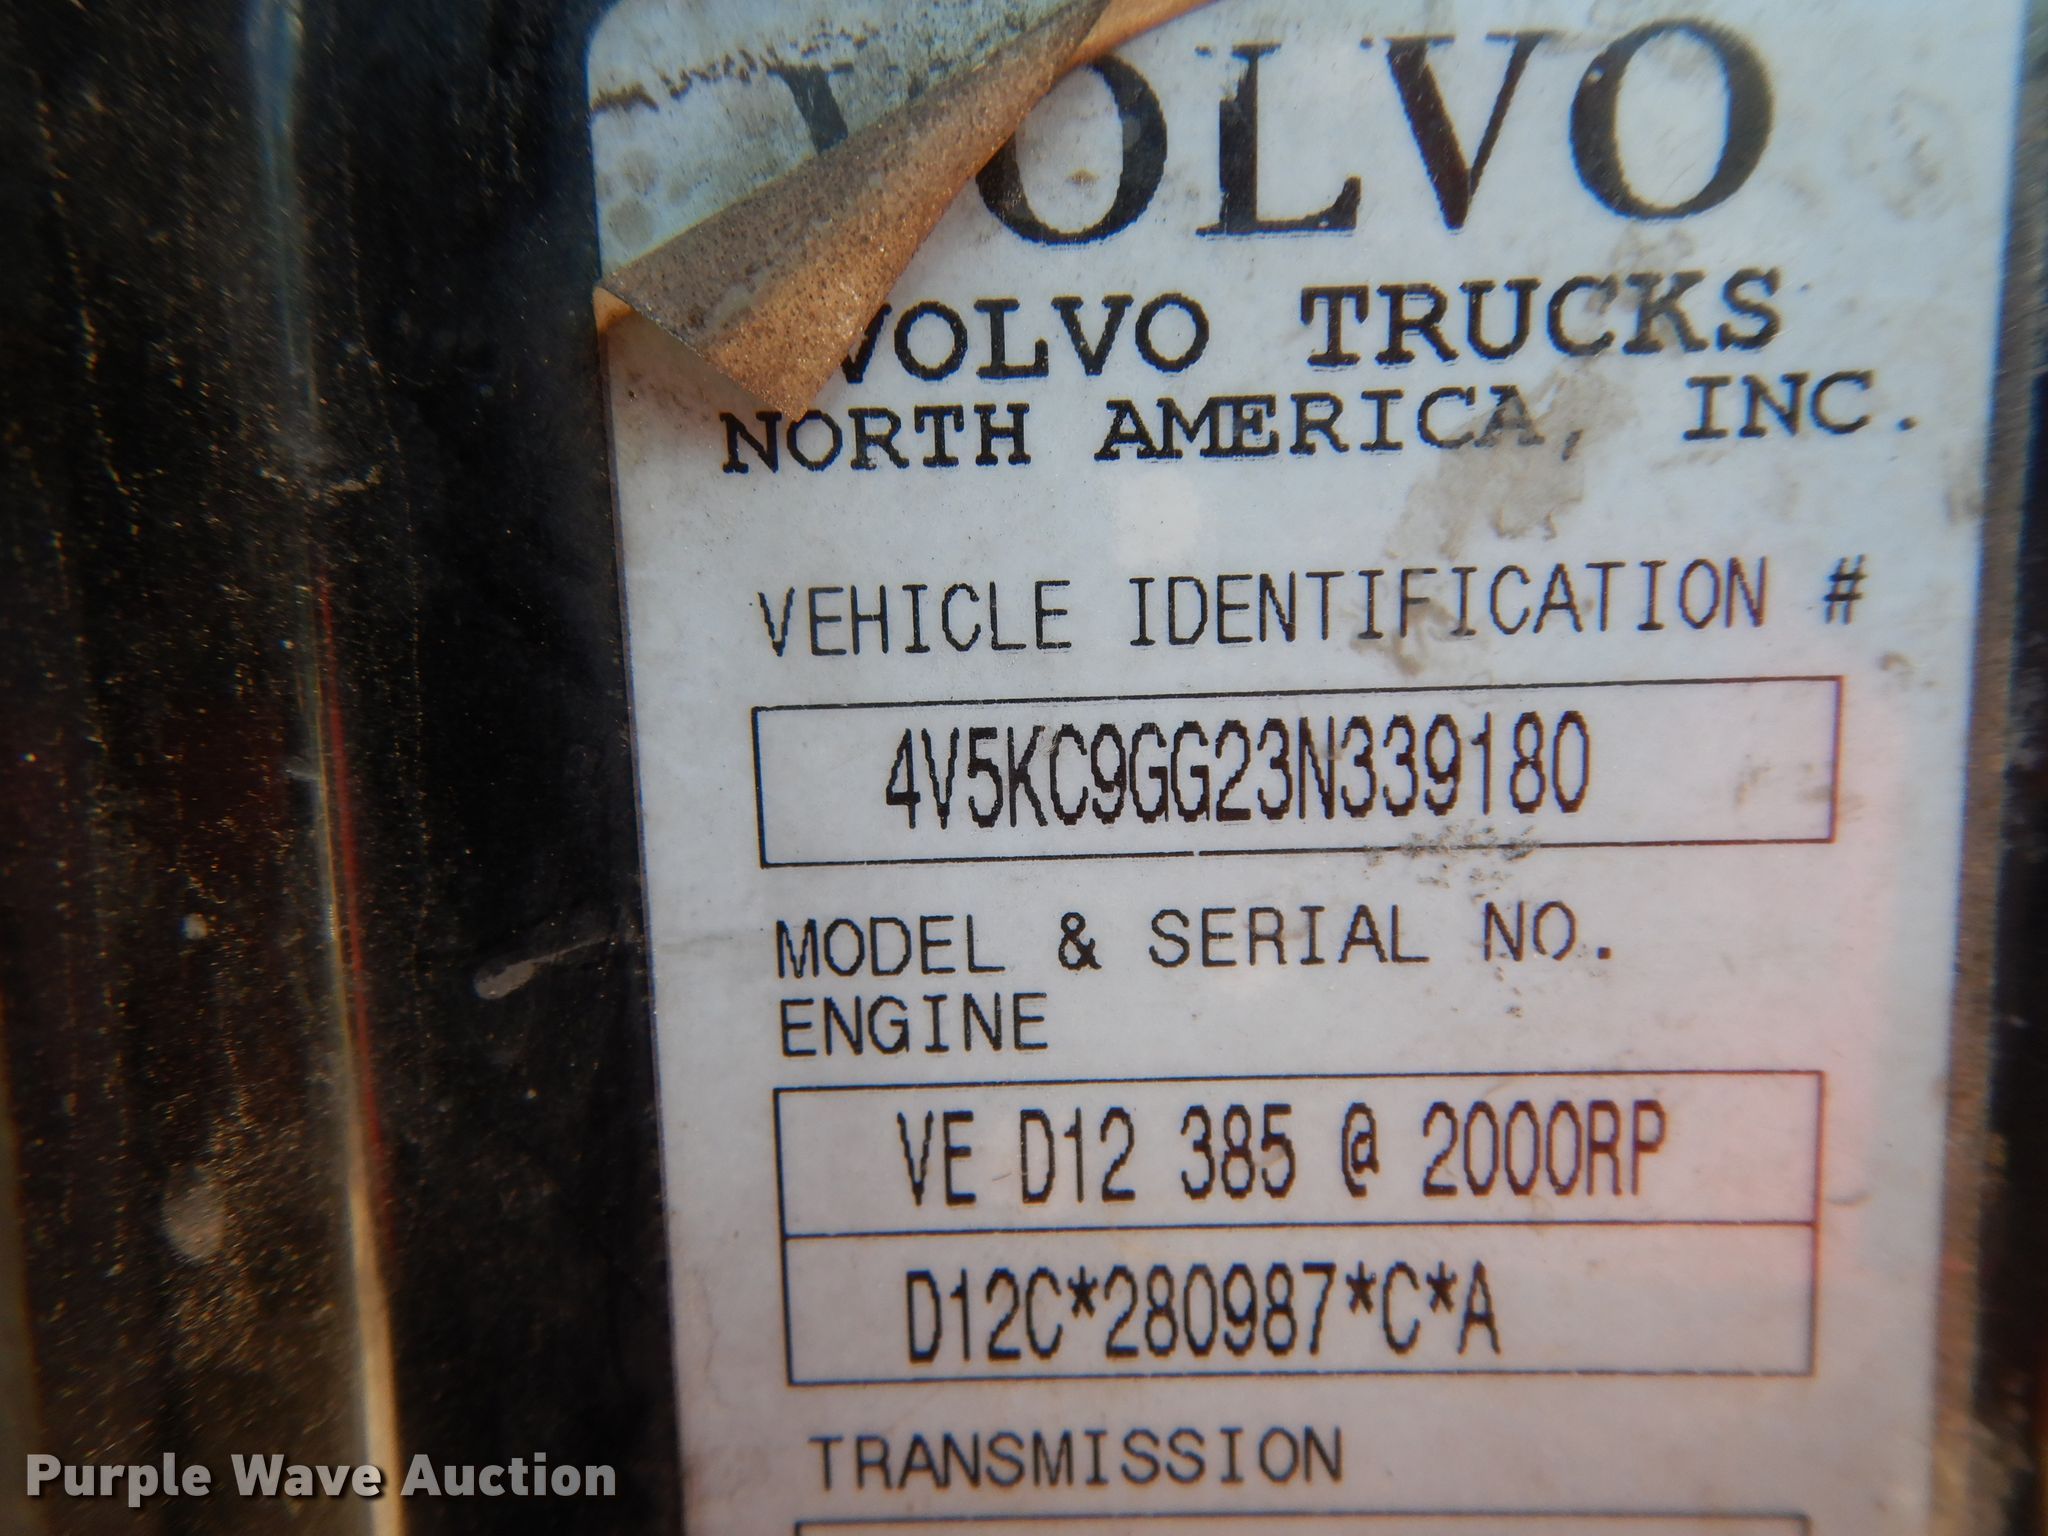 VOLVO
VOLVO TRUCKS
NORTH AMERICA, INC.
VEHICLE IDENTIFICATION #
4V5KC9GG23N339180
MODEL & SERIAL NO.
ENGINE
VE D12 385 @ 2000RP
D12C*280987*C*A
TRANSMISSION
Purple Wave Auction